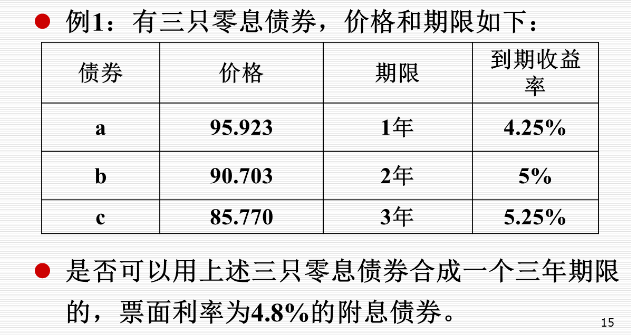 例1：有三只零息债券，价格和期限如下：
债券 价格 期限 到期收益
率
a 95.923 1年 4.25%
b 90.703 2年 5%
c 85.770 3年 5.25%
是否可以用上述三只零息债券合成一个三年期限
的，票面利率为4.8%的附息债券。
15